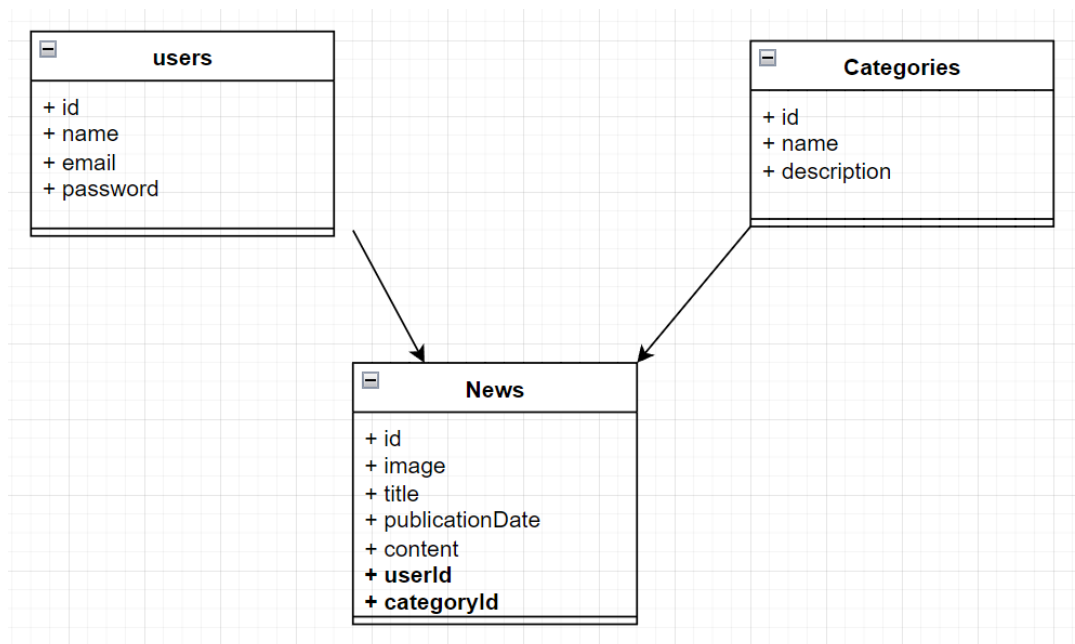 users
+ id
+ name
+ email
+ password
Categories
+ id
+ name
+ description
News
+ id
+ image
+ title
+ publicationDate
+ content
+ userId
+ categoryId